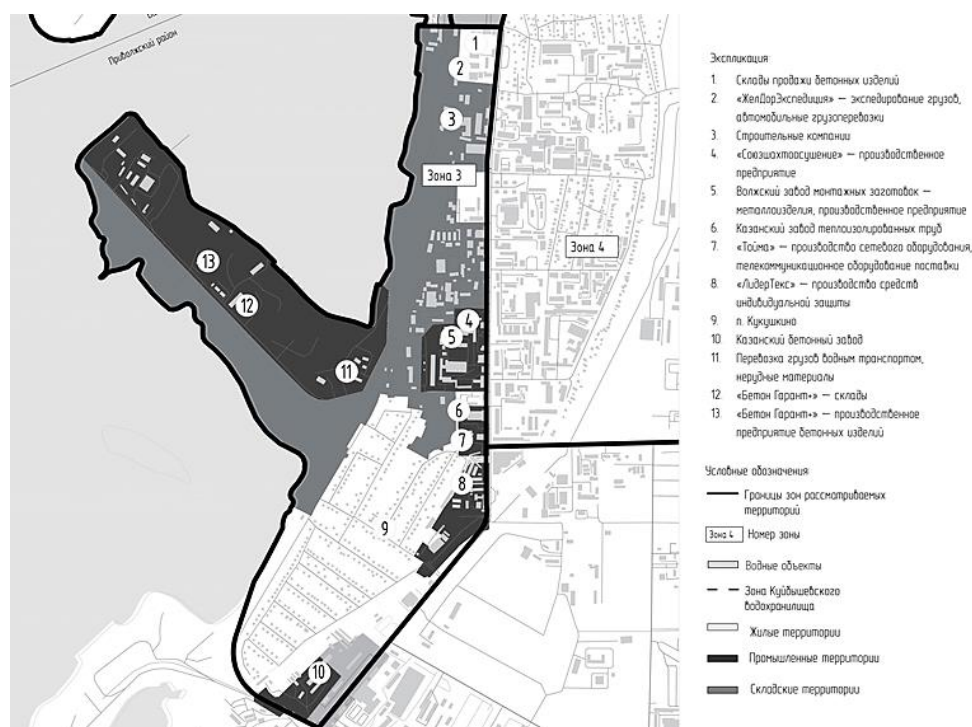 Приволжский район
1
2
3
Зона 3
Зона 4
13
12
11
4
5
6
7
8
9
10
Экспликация:
1. Склады продажи бетонных изделий
2. «ЖелДорЭкспедиция» — экспедирование грузов,
автомобильные грузоперевозки
3. Строительные компании
4. «Союзшахтоосушение» — производственное
предприятие
5. Волжский завод монтажных заготовок —
металлоизделия, производственное предприятие
6. Казанский завод теплоизолированных труб
7. «Тойма» — производство сетевого оборудования,
телекоммуникационное оборудование поставки
8. «ЛидерТекс» — производство средств
индивидуальной защиты
9. п. Кукушкино
10. Казанский бетонный завод
11. Перевозка грузов водным транспортом,
нерудные материалы
12. «Бетон Гарант+» — склады
13. «Бетон Гарант+» — производственное
предприятие бетонных изделий
Условные обозначения:
Границы зон рассматриваемых
территорий
Зона 4 Номер зоны
Водные объекты
Зона Куйбышевского
водохранилища
Жилые территории
Промышленные территории
Складские территории